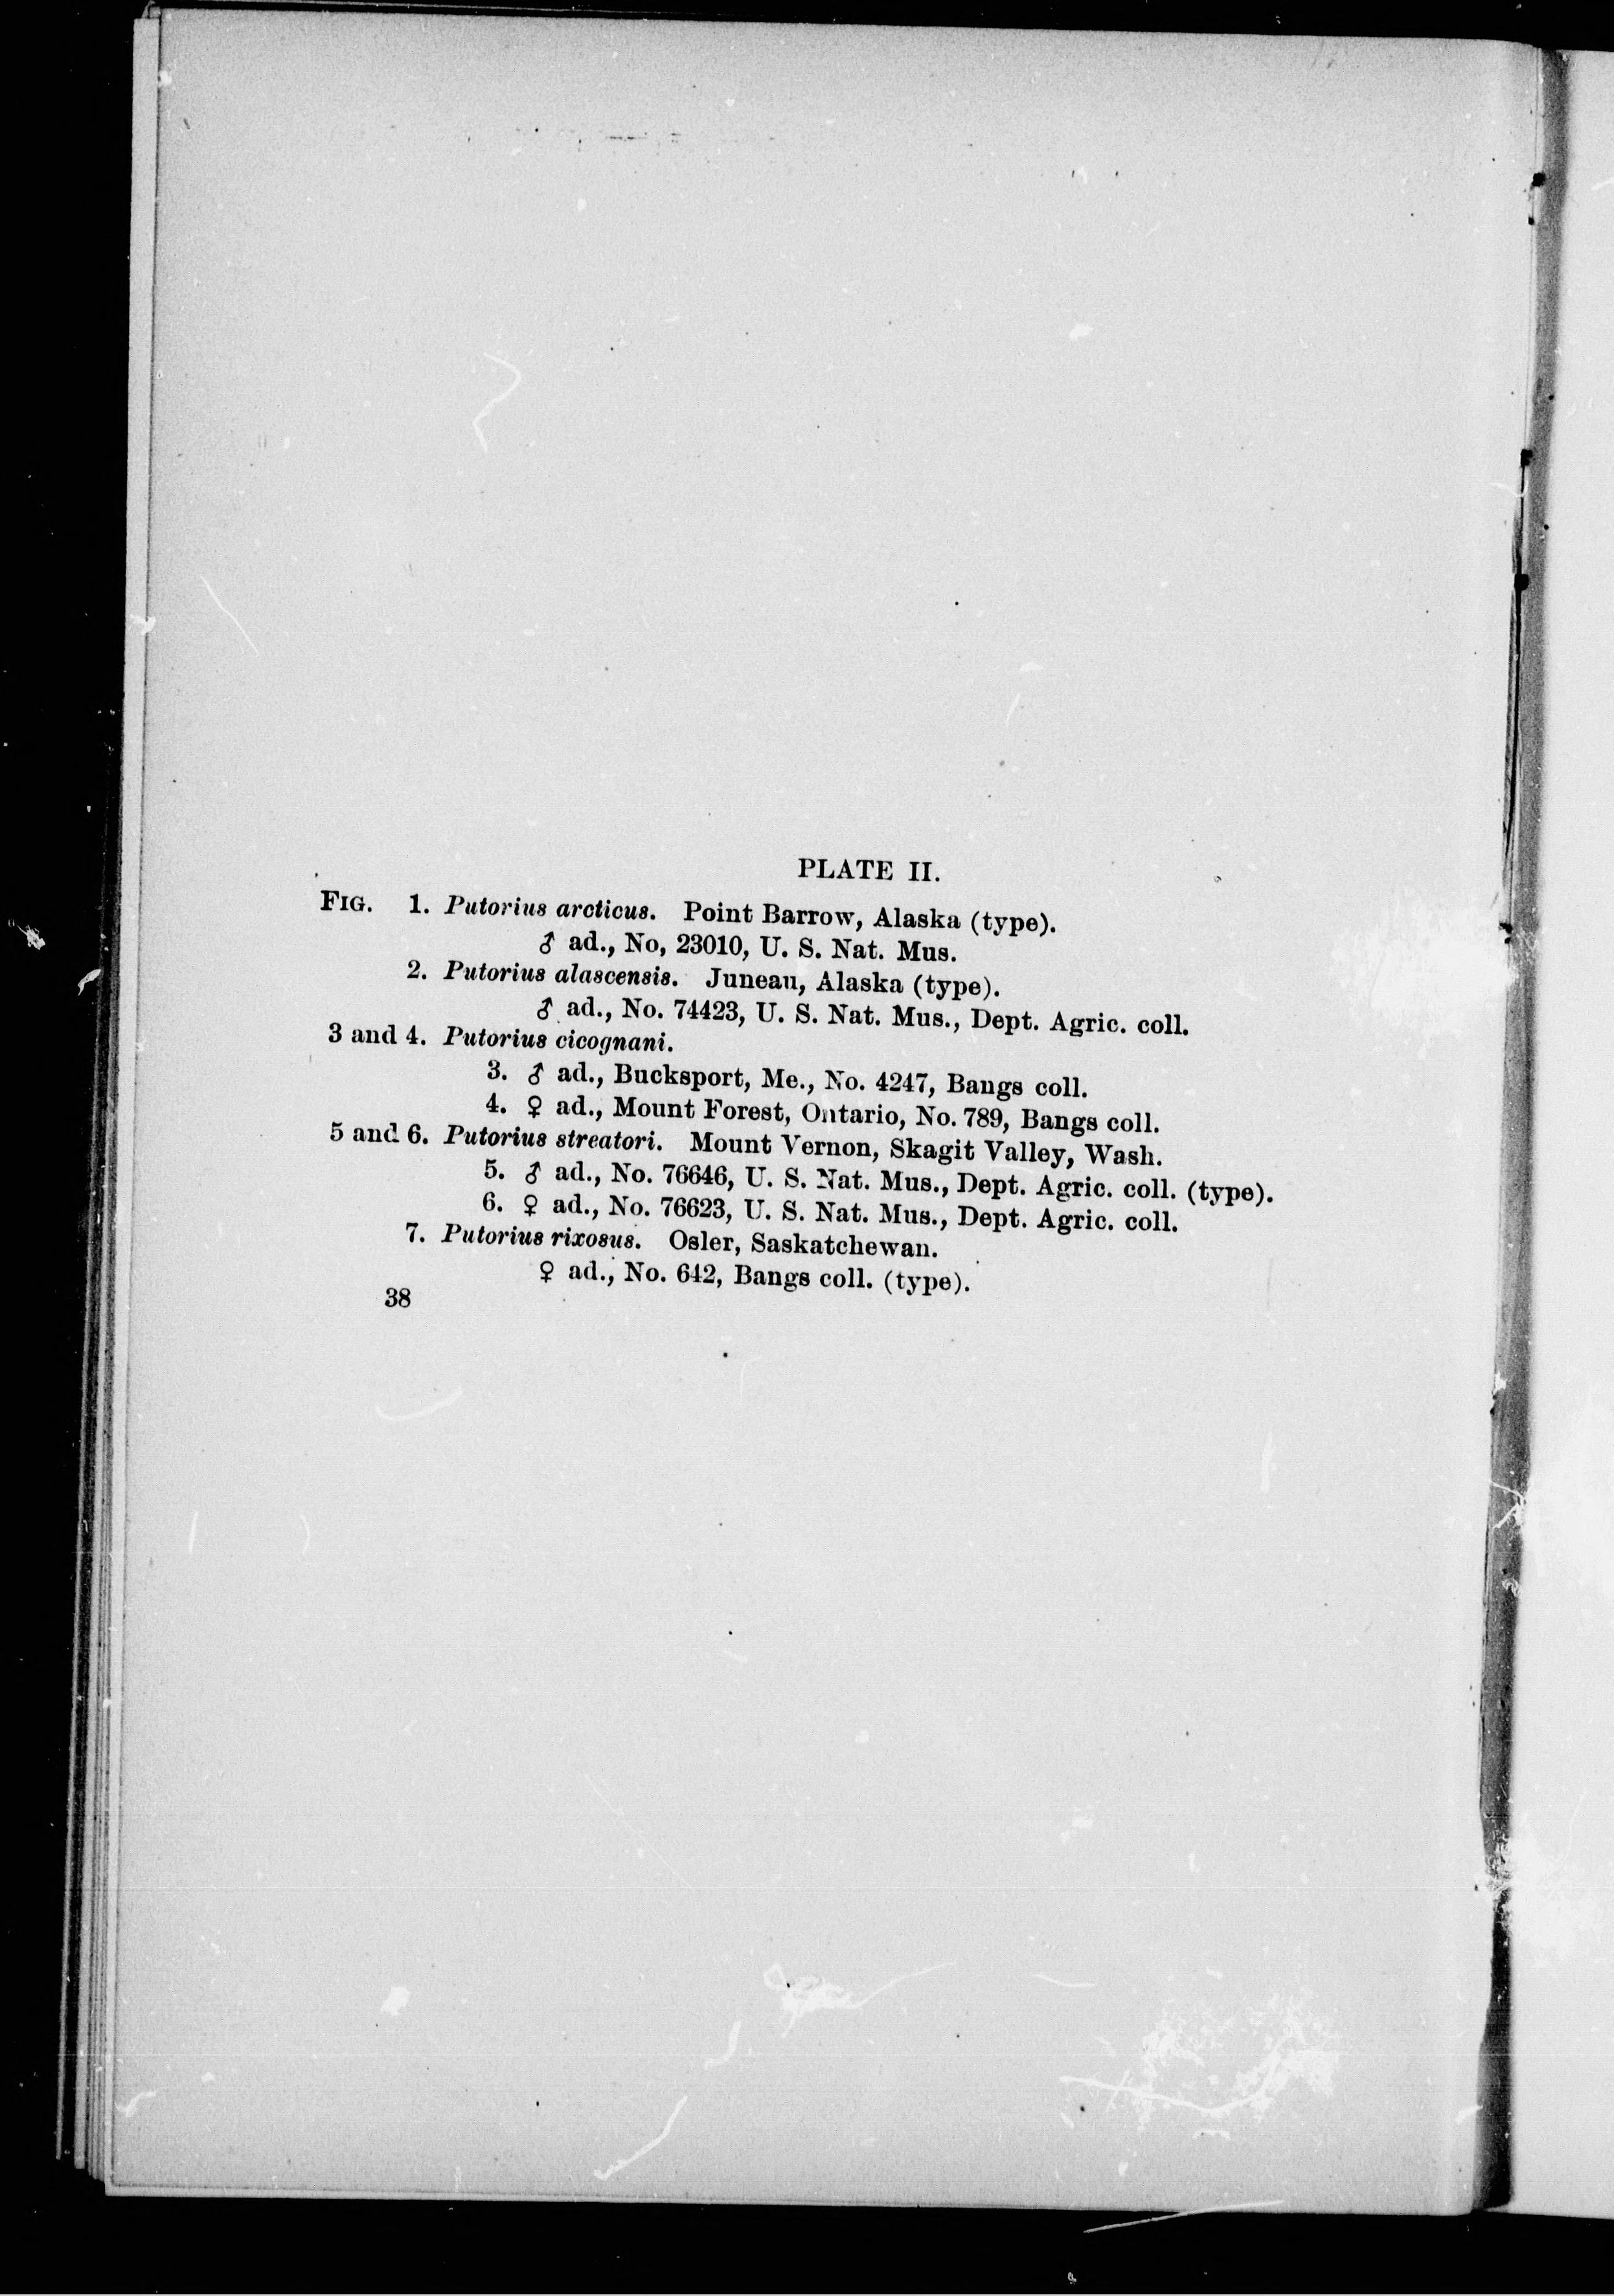 PLATE II.
FIG. 1. Putorius arcticus. Point Barrow, Alaska (type).
♂ ad., No, 23010, U. S. Nat. Mus.
2. Putorius alascensis. Juneau, Alaska (type).
♂ ad., No. 74423, U. S. Nat. Mus., Dept. Agric. coll.
3 and 4. Putorius cicognani.
3. ♂ ad., Bucksport, Me., No. 4247, Bangs coll.
4. ♀ ad., Mount Forest, Ontario, No. 789, Bangs coll.
5 and 6. Putorius streatori. Mount Vernon, Skagit Valley, Wash.
5. ♂ ad., No. 76646, U. S. Nat. Mus., Dept. Agric. coll. (type).
6. ♀ ad., No. 76623, U. S. Nat. Mus., Dept. Agric. coll.
7. Putorius rixosus. Osler, Saskatchewan.
♀ ad., No. 642, Bangs coll. (type).
38